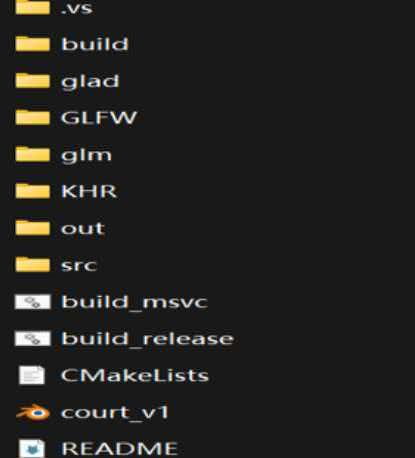 .vs
build
glad
GLFW
glm
KHR
out
src
build_msvc
build_release
CMakeLists
court_v1
README